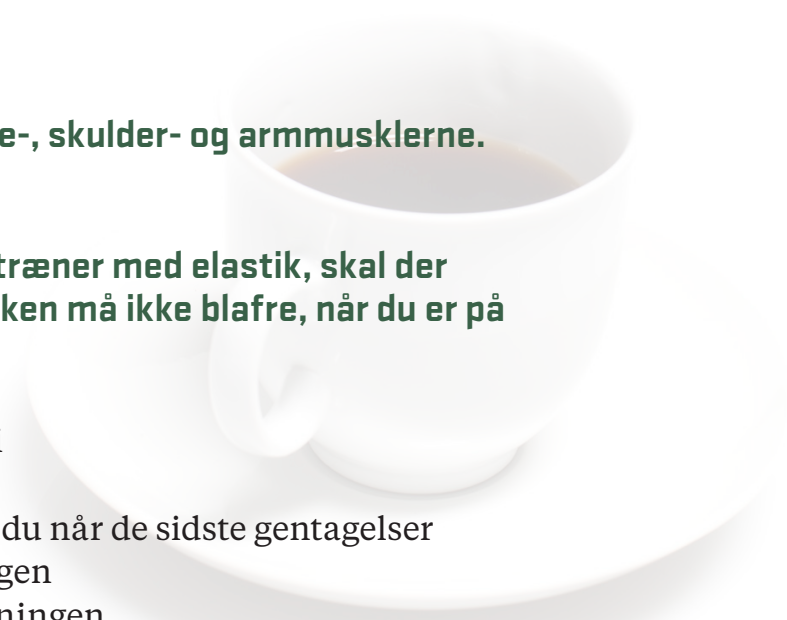 e-, skulder- og armmusklerne.
træner med elastik, skal der
ken må ikke blafre, når du er på
du når de sidste gentagelser
gen
ningen